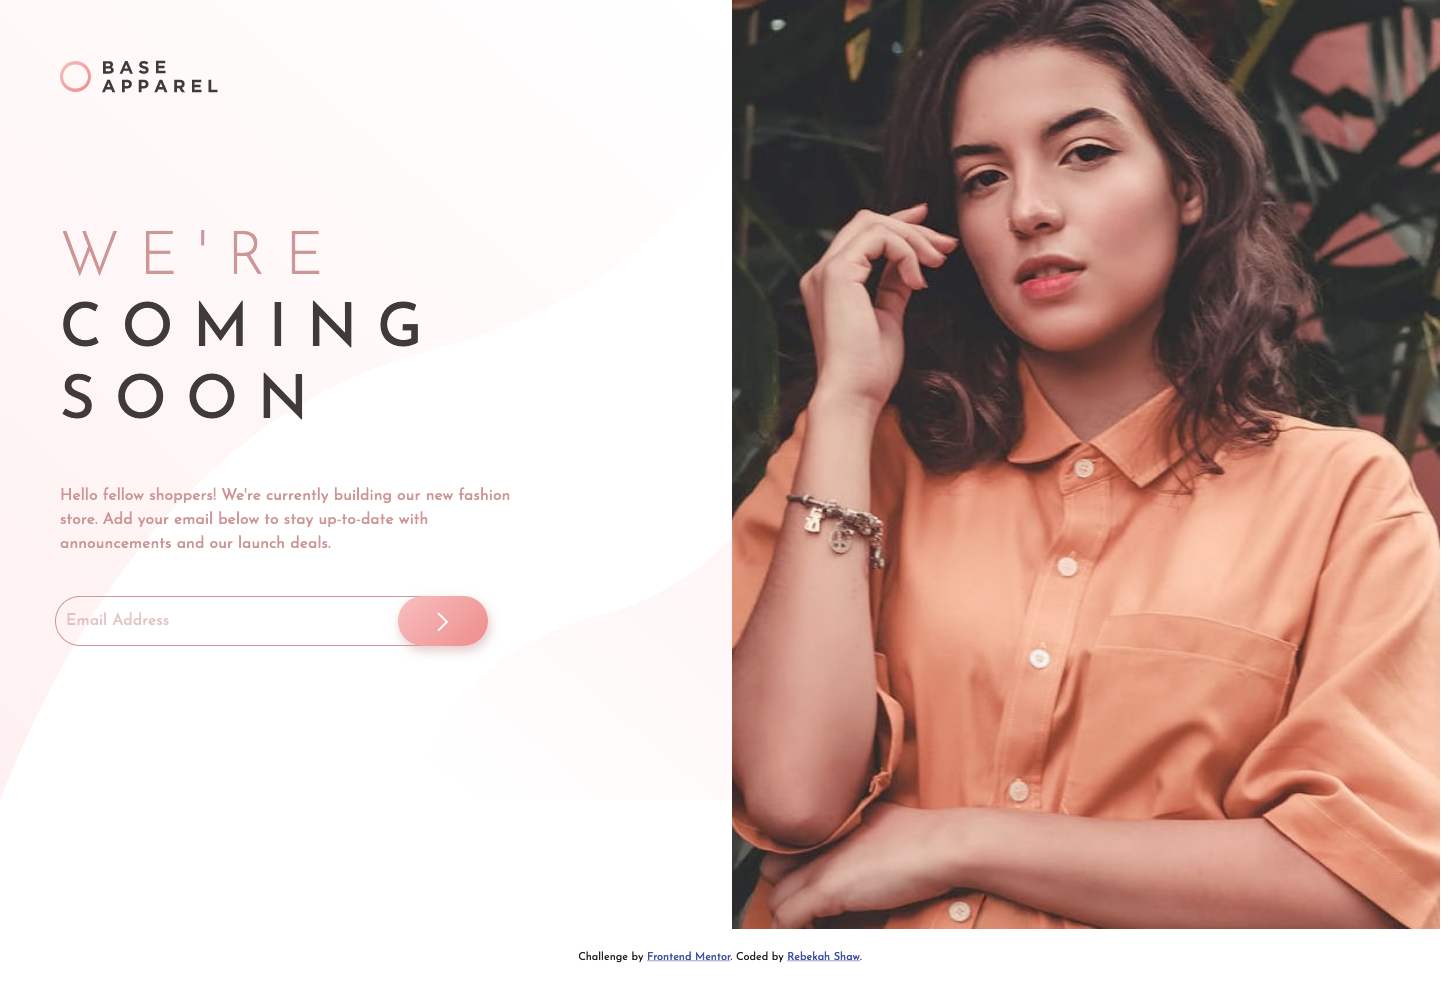 BASE
APPAREL
WE'RE
COMING
SOON
Hello fellow shoppers! We're currently building our new fashion
store. Add your email below to stay up-to-date with
announcements and our launch deals.
Email Address
Challenge by Frontend Mentor. Coded by Rebekah Shaw.